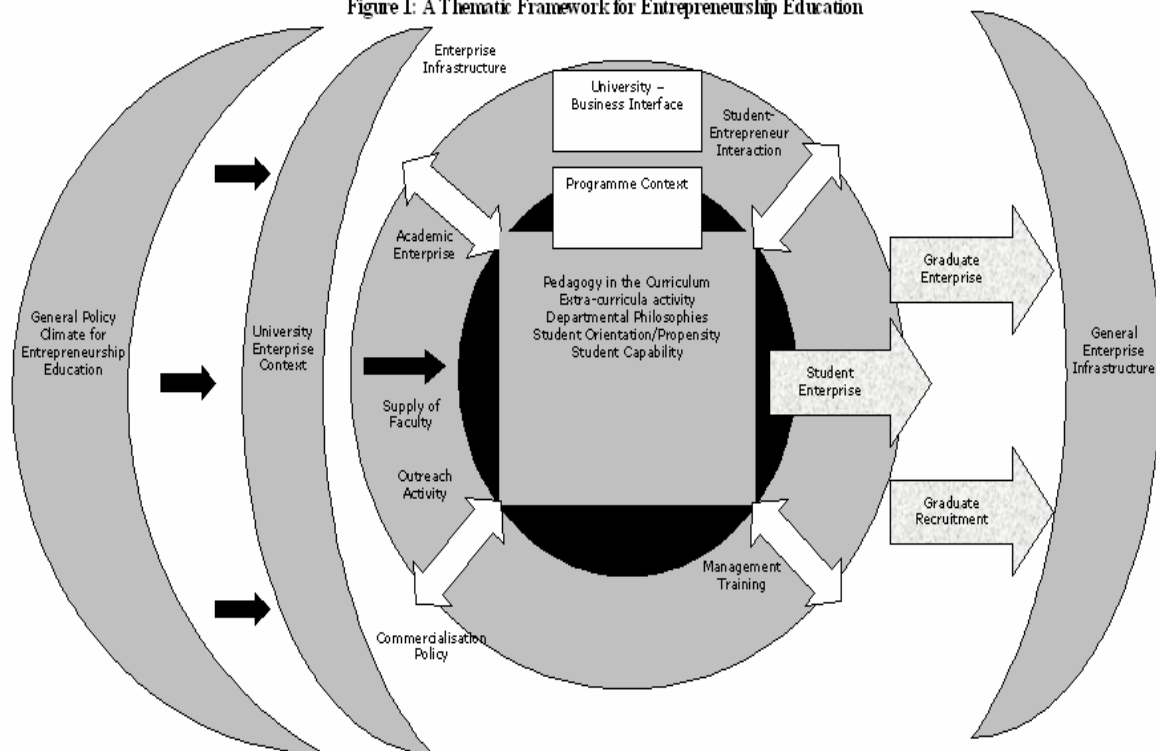 Figure 1: A Thematic Framework for Entrepreneurship Education
Enterprise
Infrastructure
University –
Business Interface
Student-
Entrepreneur
Interaction
Programme Context
Academic
Enterprise
Pedagogy in the Curriculum
Extra-curricula activity
Departmental Philosophies
Student Orientation/Propensity
Student Capability
General Policy
Climate for
Entrepreneurship
Education
University
Enterprise
Context
Supply of
Faculty
Outreach
Activity
Commercialisation
Policy
Management
Training
Graduate
Enterprise
Student
Enterprise
Graduate
Recruitment
General
Enterprise
Infrastructure